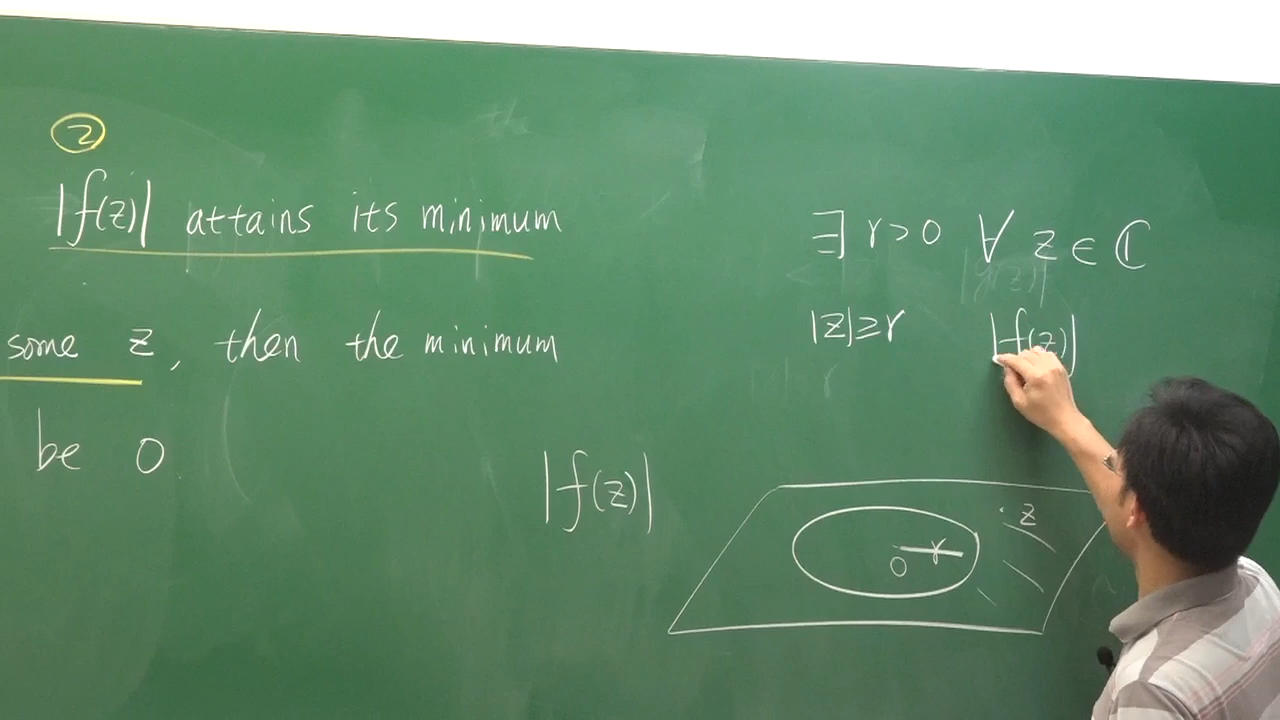 2
|f(z)| attains its minimum
some z, then the minimum
be 0
|f(z)|
∃ r>0 ∀ z ∈ ℂ
|z|≥r |f(z)|
z
0 r